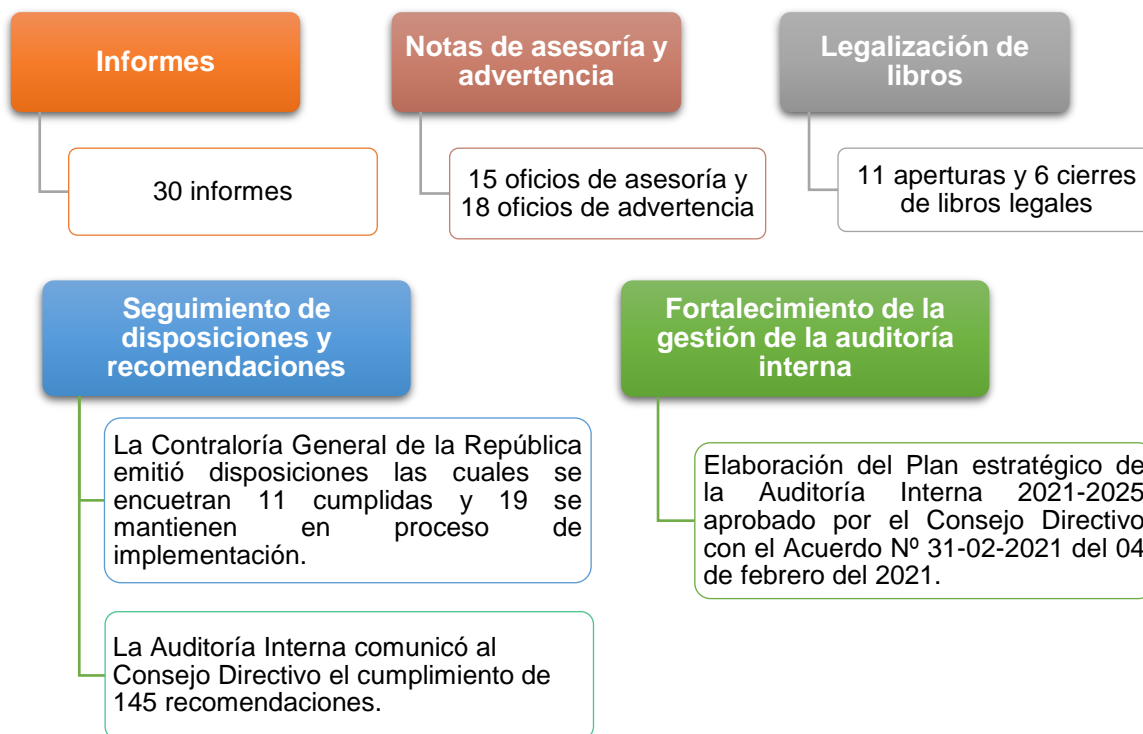 Informes
30 informes
Notas de asesoría y
advertencia
15 oficios de asesoría y
18 oficios de advertencia
Legalización de
libros
11 aperturas y 6 cierres
de libros legales
Seguimiento de
disposiciones y
recomendaciones
La Contraloría General de la República
emitió disposiciones las cuales se
encuetran 11 cumplidas y 19 se
mantienen en proceso de
implementación.
La Auditoría Interna comunicó al
Consejo Directivo el cumplimiento de
145 recomendaciones.
Fortalecimiento de la
gestión de la auditoría
interna
Elaboración del Plan estratégico de
la Auditoría Interna 2021-2025
aprobado por el Consejo Directivo
con el Acuerdo Nº 31-02-2021 del 04
de febrero del 2021.